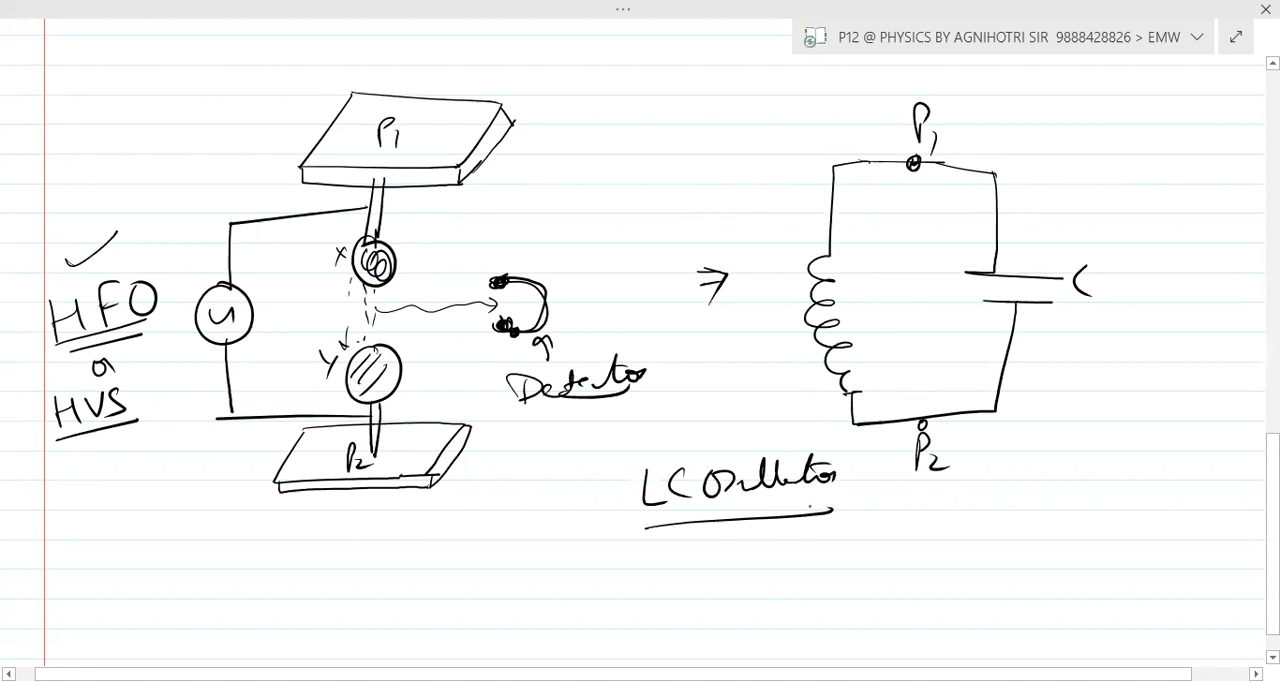 P12 @ PHYSICS BY AGNIHOTRI SIR 9888428826 > EMW
P1
P1
X
HFO
or
HVS
Y
Detector
C
P2
P2
LC Oscillator